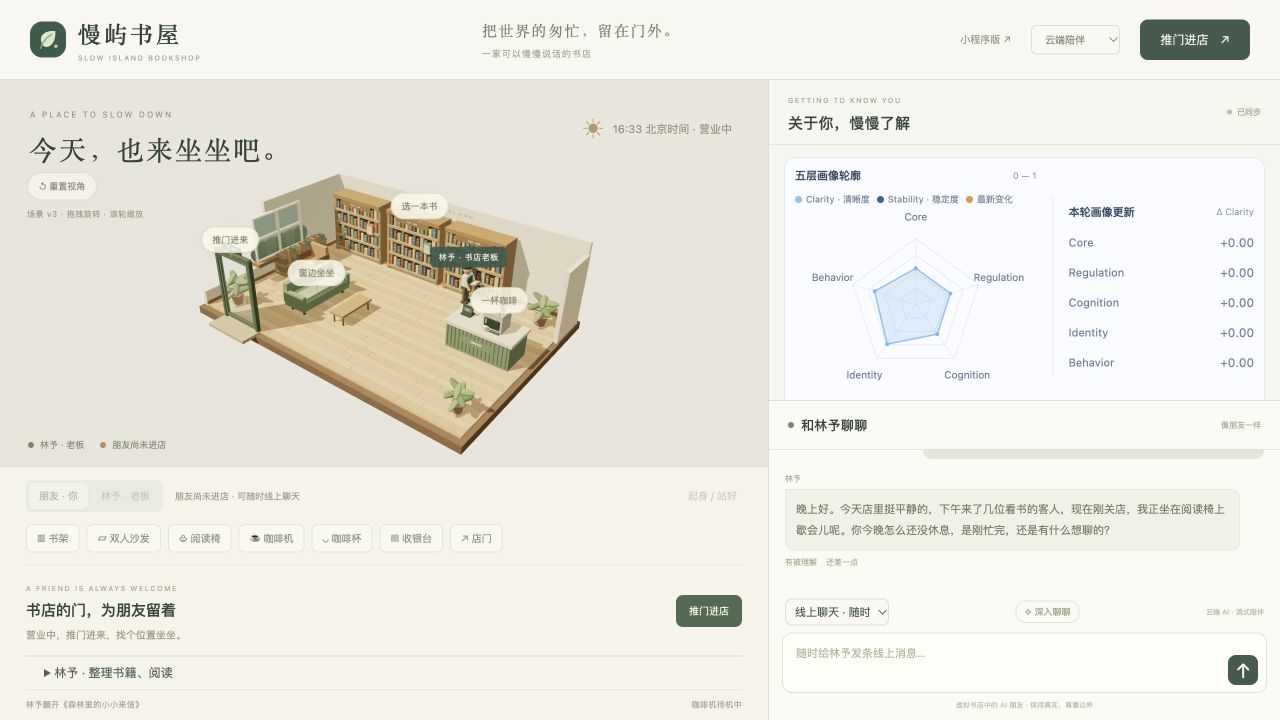 慢屿书屋
SLOW ISLAND BOOKSHOP
把世界的匆忙，留在门外。
一家可以慢慢说话的书店
小程序版 ↗
云端陪伴
推门进店 ↗
A PLACE TO SLOW DOWN
今天，也来坐坐吧。
16:33 北京时间 · 营业中
重置视角
场景 v3 · 拖拽旋转 · 滚轮缩放
选一本书
推门进来
林予 · 书店老板
窗边坐坐
一杯咖啡
林予 · 老板
朋友尚未进店
朋友 · 你
林予 · 老板
朋友尚未进店 · 可随时线上聊天
起身 / 站好
书架
双人沙发
阅读椅
咖啡机
咖啡杯
收银台
店门
A FRIEND IS ALWAYS WELCOME
书店的门，为朋友留着
营业中，推门进来，找个位置坐坐。
推门进店
林予 · 整理书籍、阅读
林予翻开《森林里的小小来信》
咖啡机待机中
GETTING TO KNOW YOU
关于你，慢慢了解
已同步
五层画像轮廓
0 — 1
Clarity · 清晰度
Stability · 稳定度
最新变化
Core
Behavior
Regulation
Identity
Cognition
本轮画像更新
Δ Clarity
Core +0.00
Regulation +0.00
Cognition +0.00
Identity +0.00
Behavior +0.00
和林予聊聊
像朋友一样
林予
晚上好。今天店里挺平静的，下午来了几位看书的客人，现在刚关店，我正坐在阅读椅上
歇会儿呢。你今晚怎么还没休息，是刚忙完，还是有什么想聊的?
有被理解 还差一点
线上聊天 · 随时
深入聊聊
云端 AI · 流式陪伴
随时给林予发条线上消息…
虚拟书店中的 AI 朋友 · 保持真实，尊重边界